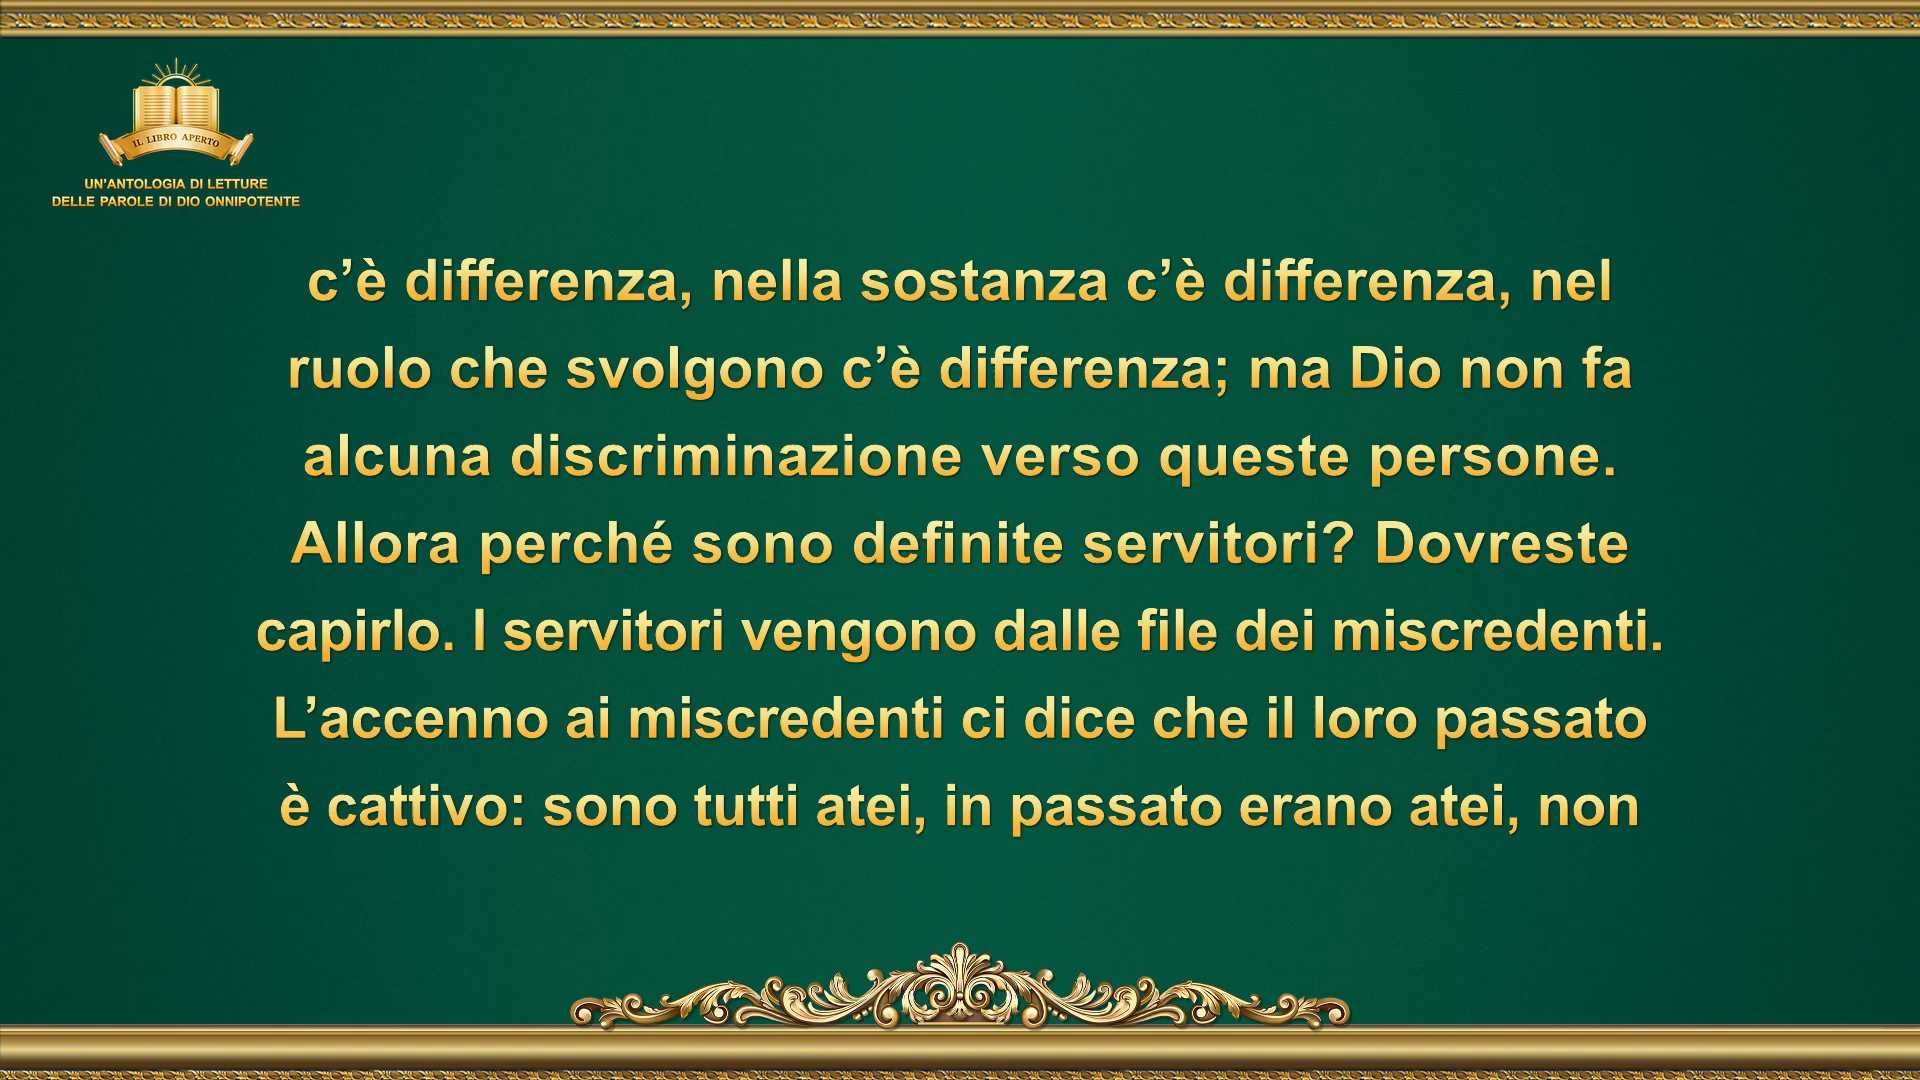 IL LIBRO APERTO
UN’ANTOLOGIA DI LETTURE
DELLE PAROLE DI DIO ONNIPOTENTE
c’è differenza, nella sostanza c’è differenza, nel
ruolo che svolgono c’è differenza; ma Dio non fa
alcuna discriminazione verso queste persone.
Allora perché sono definite servitori? Dovreste
capirlo. I servitori vengono dalle file dei miscredenti.
L’accenno ai miscredenti ci dice che il loro passato
è cattivo: sono tutti atei, in passato erano atei, non